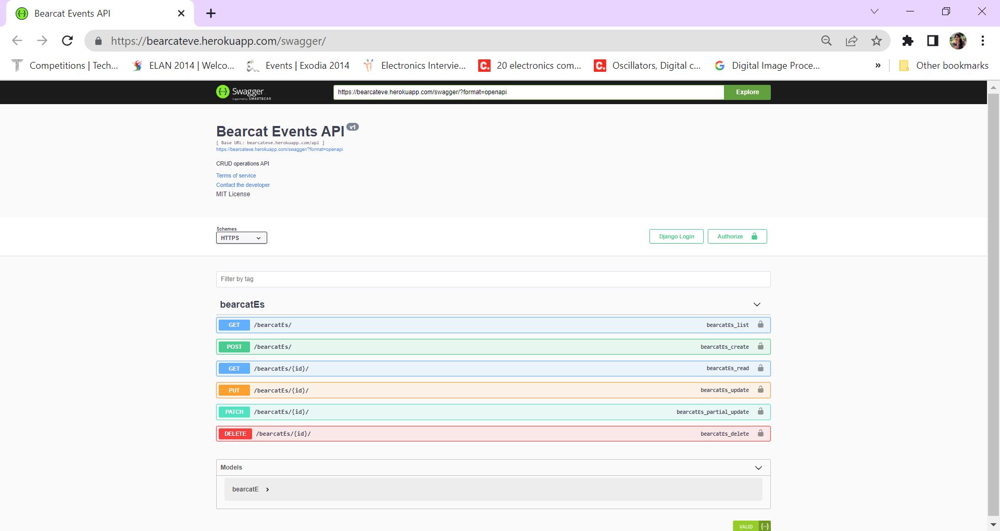 Bearcat Events API
https://bearcateve.herokuapp.com/swagger/
Competitions | Tech... ELAN 2014 | Welco... Events | Exodia 2014 Electronics Intervie... 20 electronics com... Oscillators, Digital c... Digital Image Proce... » Other bookmarks
Swagger
Supported by SMARTBEAR
https://bearcateve.herokuapp.com/swagger/?format=openapi
Explore
Bearcat Events API v1
[ Base URL: bearcateve.herokuapp.com/api ]
https://bearcateve.herokuapp.com/swagger/?format=openapi
CRUD operations API
Terms of service
Contact the developer
MIT License
Schemes
HTTPS
Django Login
Authorize
Filter by tag
bearcatEs
GET /bearcatEs/ bearcatEs_list
POST /bearcatEs/ bearcatEs_create
GET /bearcatEs/{id}/ bearcatEs_read
PUT /bearcatEs/{id}/ bearcatEs_update
PATCH /bearcatEs/{id}/ bearcatEs_partial_update
DELETE /bearcatEs/{id}/ bearcatEs_delete
Models
bearcatE
VALID {...}